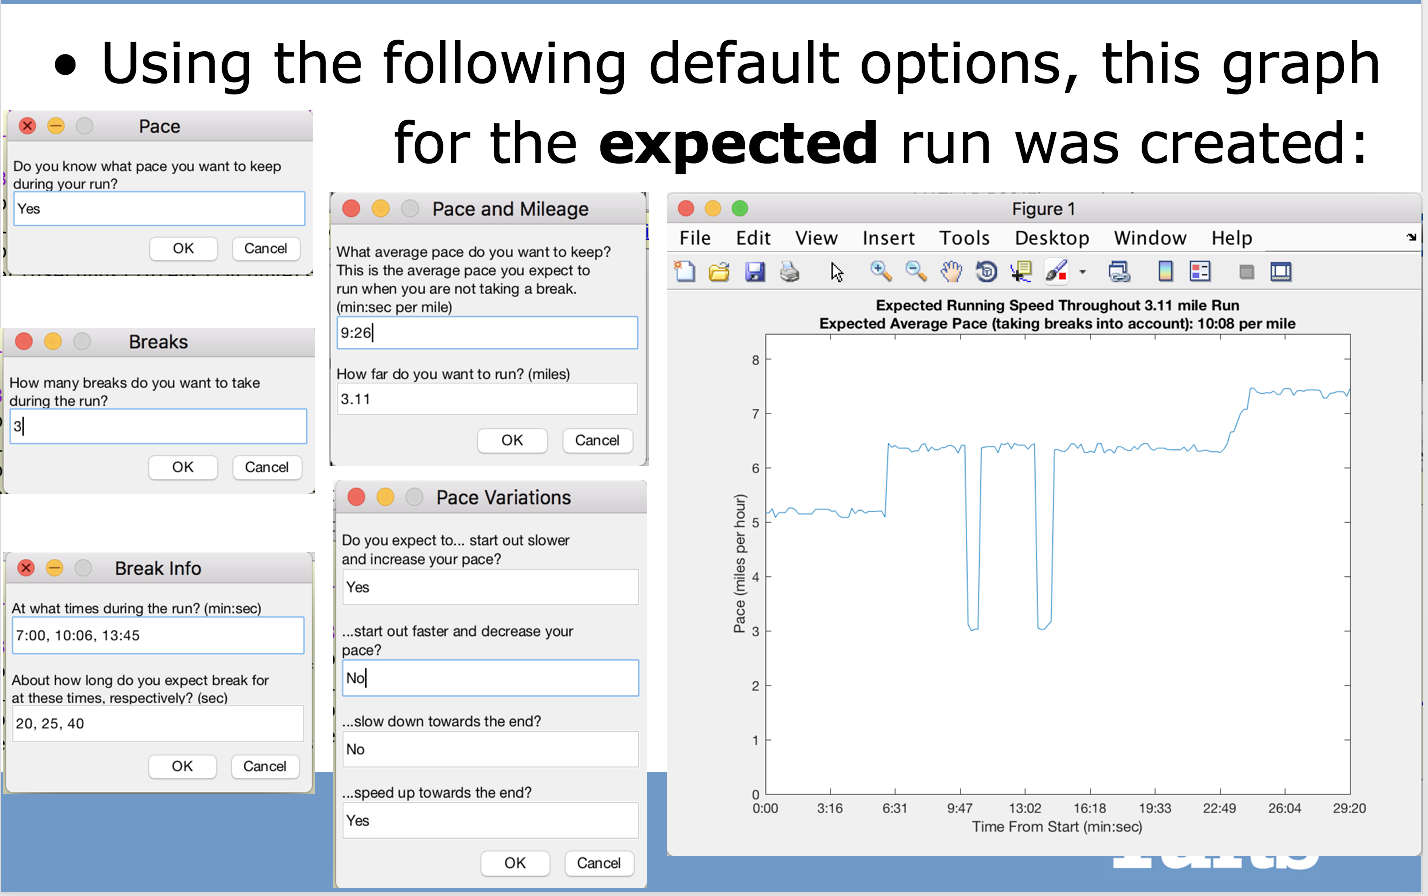 • Using the following default options, this graph
for the expected run was created:
Pace
Do you know what pace you want to keep
during your run?
Yes
OK Cancel
Breaks
How many breaks do you want to take
during the run?
3
OK Cancel
Break Info
At what times during the run? (min:sec)
7:00, 10:06, 13:45
About how long do you expect break for
at these times, respectively? (sec)
20, 25, 40
OK Cancel
Pace and Mileage
What average pace do you want to keep?
This is the average pace you expect to
run when you are not taking a break.
(min:sec per mile)
9:26
How far do you want to run? (miles)
3.11
OK Cancel
Pace Variations
Do you expect to... start out slower
and increase your pace?
Yes
...start out faster and decrease your
pace?
No
...slow down towards the end?
No
...speed up towards the end?
Yes
OK Cancel
Figure 1
File Edit View Insert Tools Desktop Window Help
Expected Running Speed Throughout 3.11 mile Run
Expected Average Pace (taking breaks into account): 10:08 per mile
Pace (miles per hour)
8
7
6
5
4
3
2
1
0
0:00 3:16 6:31 9:47 13:02 16:18 19:33 22:49 26:04 29:20
Time From Start (min:sec)